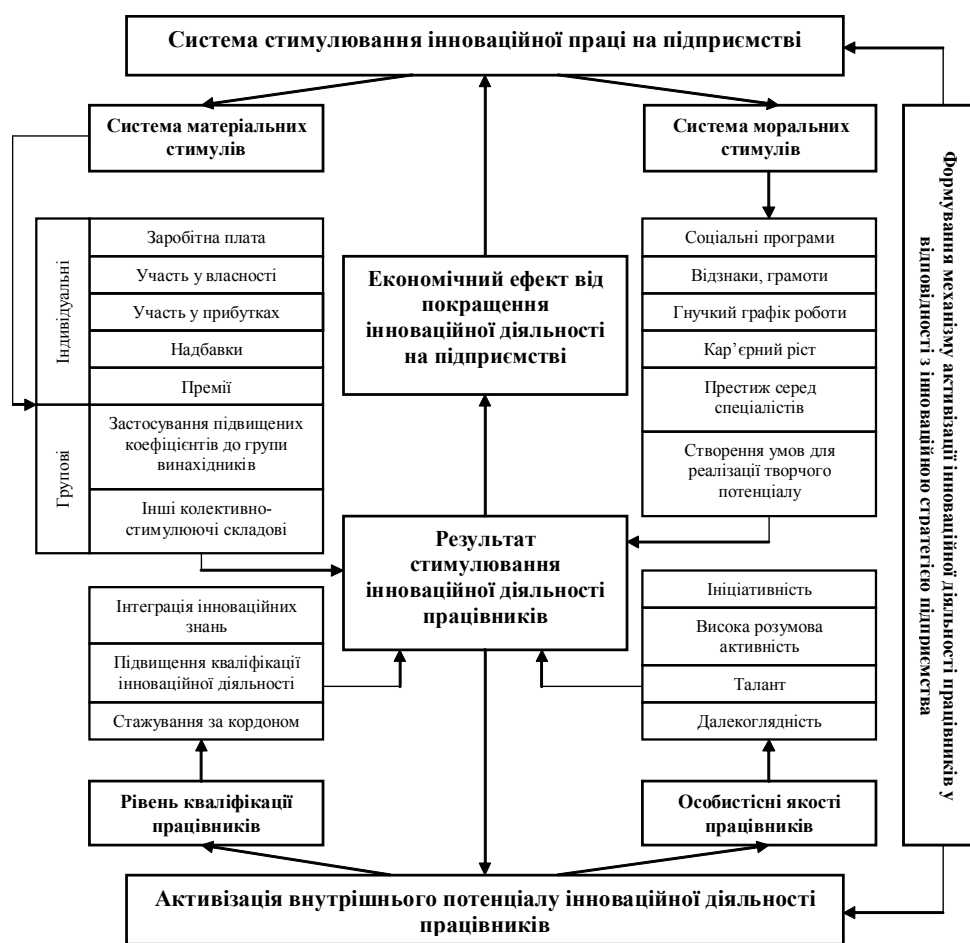 Система стимулювання інноваційної праці на підприємстві
Система матеріальних
стимулів
Система моральних
стимулів
Індивідуальні
Заробітна плата
Участь у власності
Участь у прибутках
Надбавки
Премії
Групові
Застосування підвищених
коефіцієнтів до групи
винахідників
Інші колективно-
стимулюючі складові
Економічний ефект від
покращення
інноваційної діяльності
на підприємстві
Соціальні програми
Відзнаки, грамоти
Гнучкий графік роботи
Кар’єрний ріст
Престиж серед
спеціалістів
Створення умов для
реалізації творчого
потенціалу
Результат
стимулювання
інноваційної діяльності
працівників
Інтеграція інноваційних
знань
Підвищення кваліфікації
інноваційної діяльності
Стажування за кордоном
Ініціативність
Висока розумова
активність
Талант
Далекоглядність
Рівень кваліфікації
працівників
Особистісні якості
працівників
Активізація внутрішнього потенціалу інноваційної діяльності
працівників
Формування механізму активізації інноваційної діяльності працівників у
відповідності з інноваційною стратегією підприємства